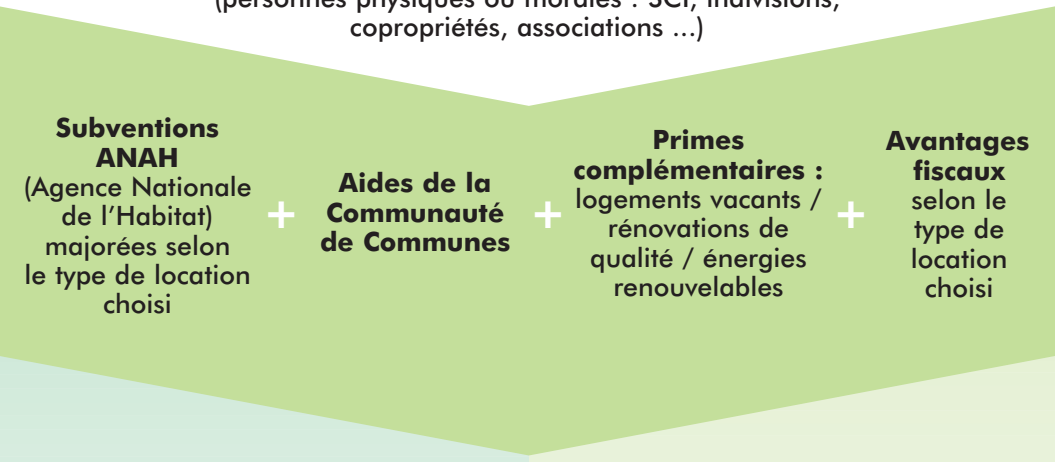 (personnes physiques ou morales : SCI, indivisions,
copropriétés, associations ...)
Subventions
ANAH
(Agence Nationale
de l'Habitat)
majorées selon
le type de location
choisi
+
Aides de la
Communauté
de Communes
+
Primes
complémentaires :
logements vacants /
rénovations de
qualité / énergies
renouvelables
+
Avantages
fiscaux
selon le
type de
location
choisi